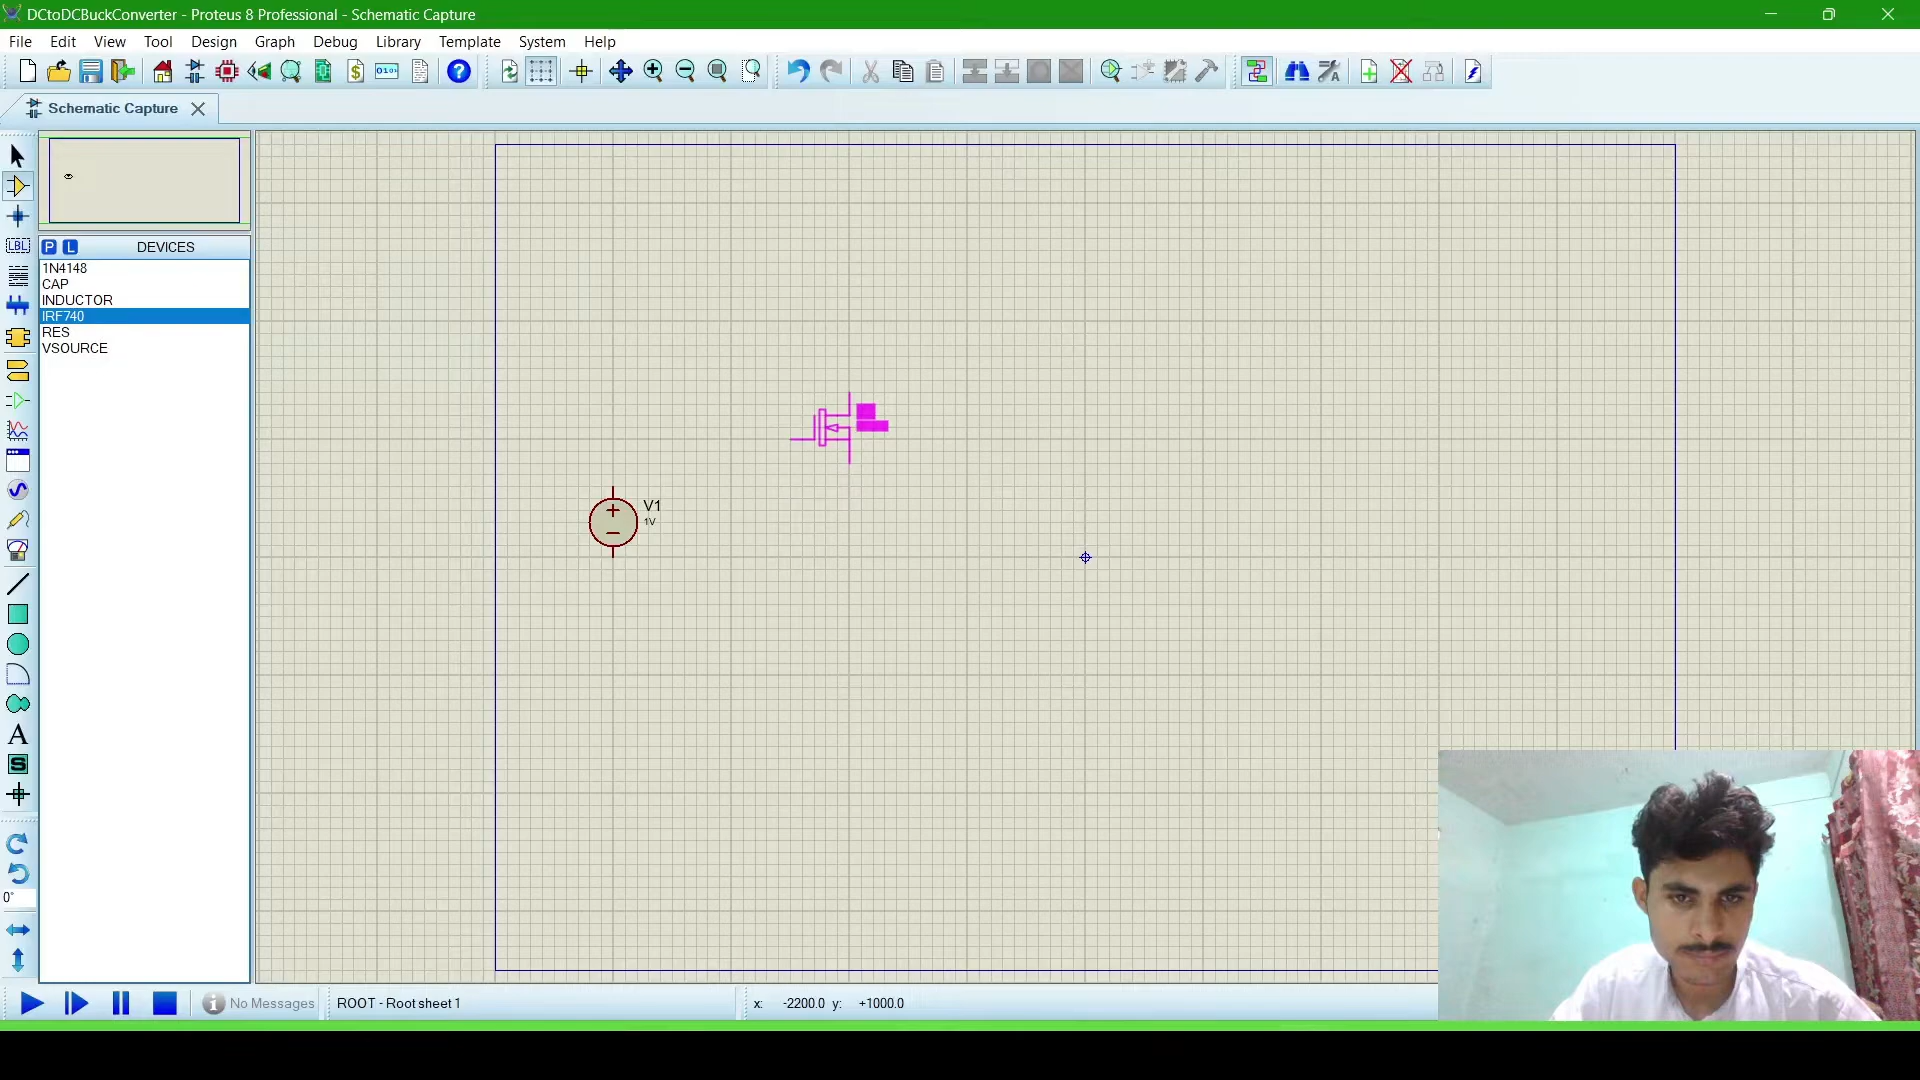 DCtoDCBuckConverter - Proteus 8 Professional - Schematic Capture
File Edit View Tool Design Graph Debug Library Template System Help
Schematic Capture
P L DEVICES
1N4148
CAP
INDUCTOR
IRF740
RES
VSOURCE
LBL
A
S
0°
V1
1V
No Messages
ROOT - Root sheet 1
x: -2200.0 y: +1000.0